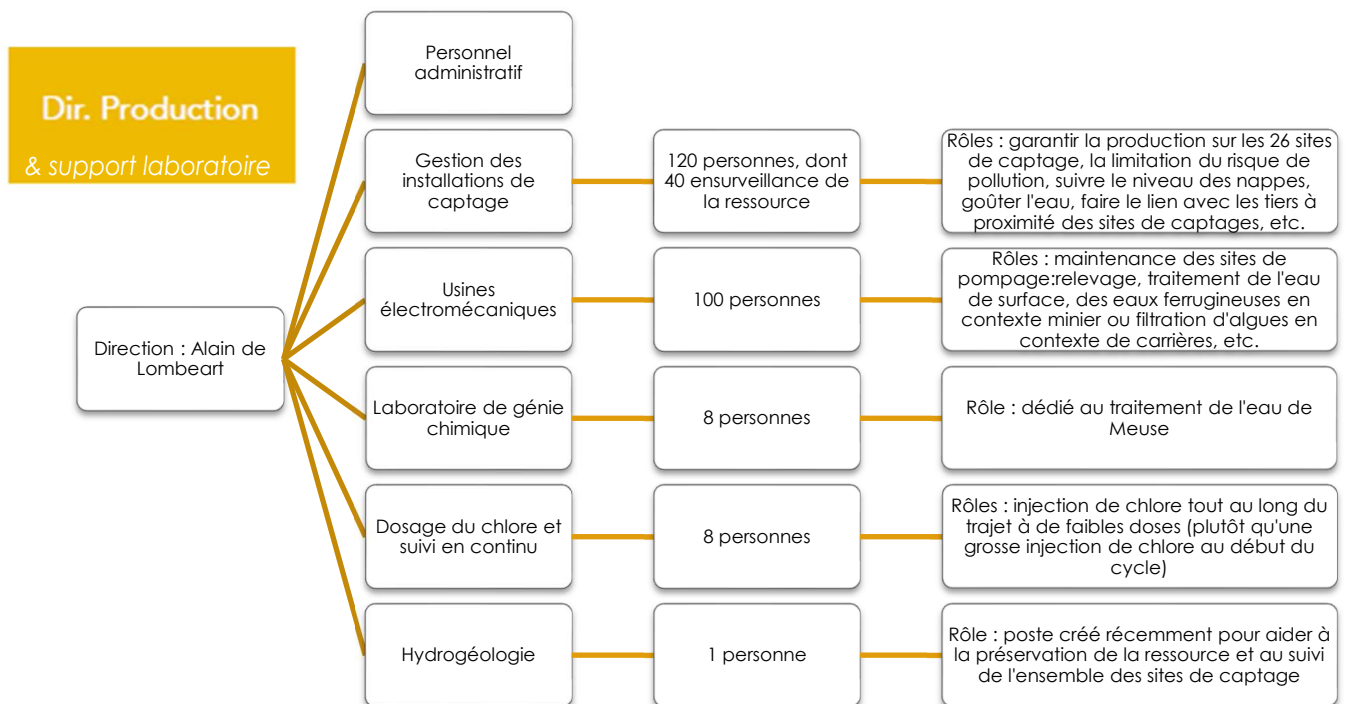 Dir. Production
& support laboratoire
Direction : Alain de
Lombeart
Personnel
administratif
Gestion des
installations de
captage
120 personnes, dont
40 ensurveillance de
la ressource
Rôles : garantir la production sur les 26 sites
de captage, la limitation du risque de
pollution, suivre le niveau des nappes,
goûter l'eau, faire le lien avec les tiers à
proximité des sites de captages, etc.
Usines
électromécaniques
100 personnes
Rôles : maintenance des sites de
pompage:relevage, traitement de l'eau
de surface, des eaux ferrugineuses en
contexte minier ou filtration d'algues en
contexte de carrières, etc.
Laboratoire de génie
chimique
8 personnes
Rôle : dédié au traitement de l'eau de
Meuse
Dosage du chlore et
suivi en continu
8 personnes
Rôles : injection de chlore tout au long du
trajet à de faibles doses (plutôt qu'une
grosse injection de chlore au début du
cycle)
Hydrogéologie
1 personne
Rôle : poste créé récemment pour aider à
la préservation de la ressource et au suivi
de l'ensemble des sites de captage